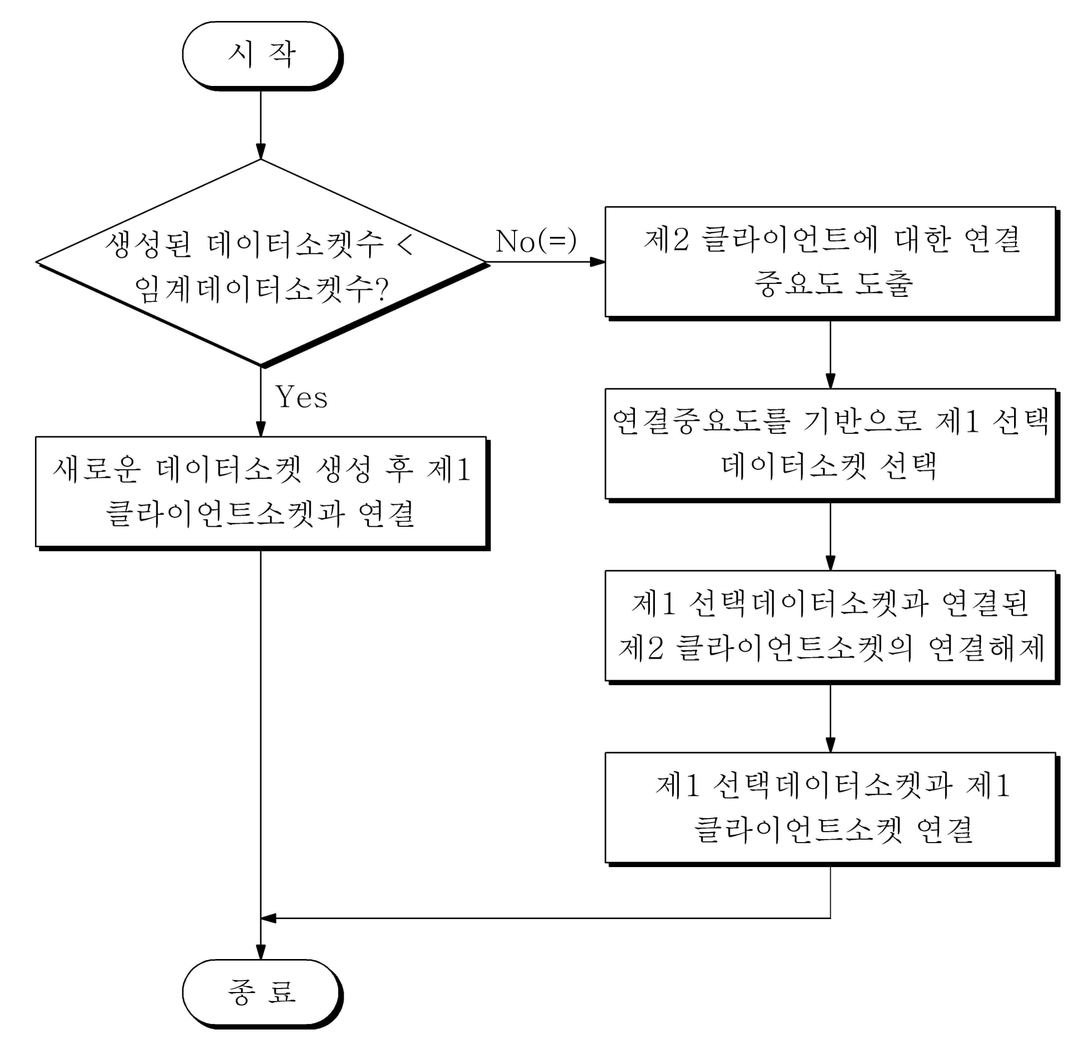 시 작
생성된 데이터소켓수 <
임계데이터소켓수?
No(=)
제2 클라이언트에 대한 연결
중요도 도출
Yes
연결중요도를 기반으로 제1 선택
데이터소켓 선택
새로운 데이터소켓 생성 후 제1
클라이언트소켓과 연결
제1 선택데이터소켓과 연결된
제2 클라이언트소켓의 연결해제
제1 선택데이터소켓과 제1
클라이언트소켓 연결
종 료